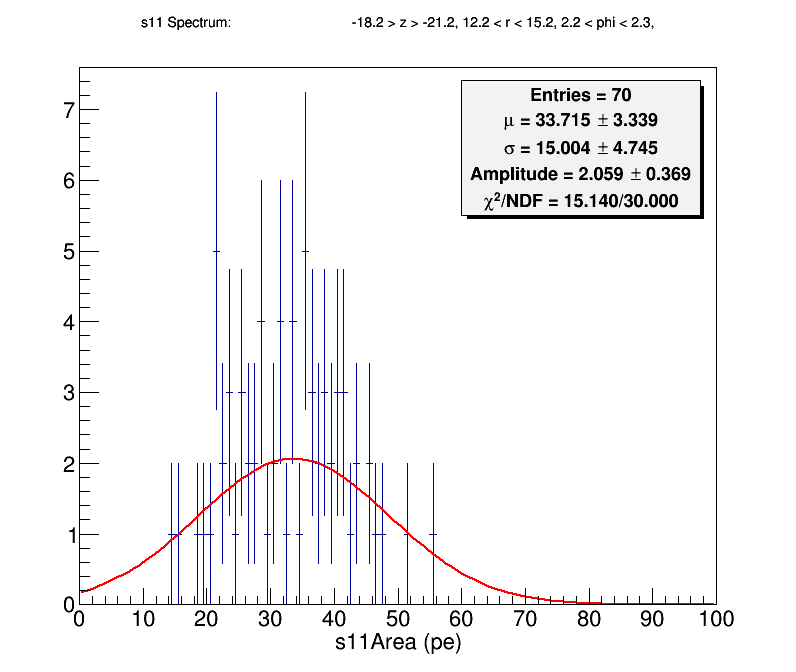 s11 Spectrum: -18.2 > z > -21.2, 12.2 < r < 15.2, 2.2 < phi < 2.3,
Entries = 70
μ = 33.715 ± 3.339
σ = 15.004 ± 4.745
Amplitude = 2.059 ± 0.369
χ²/NDF = 15.140/30.000
7
6
5
4
3
2
1
0
0 10 20 30 40 50 60 70 80 90 100
s11Area (pe)